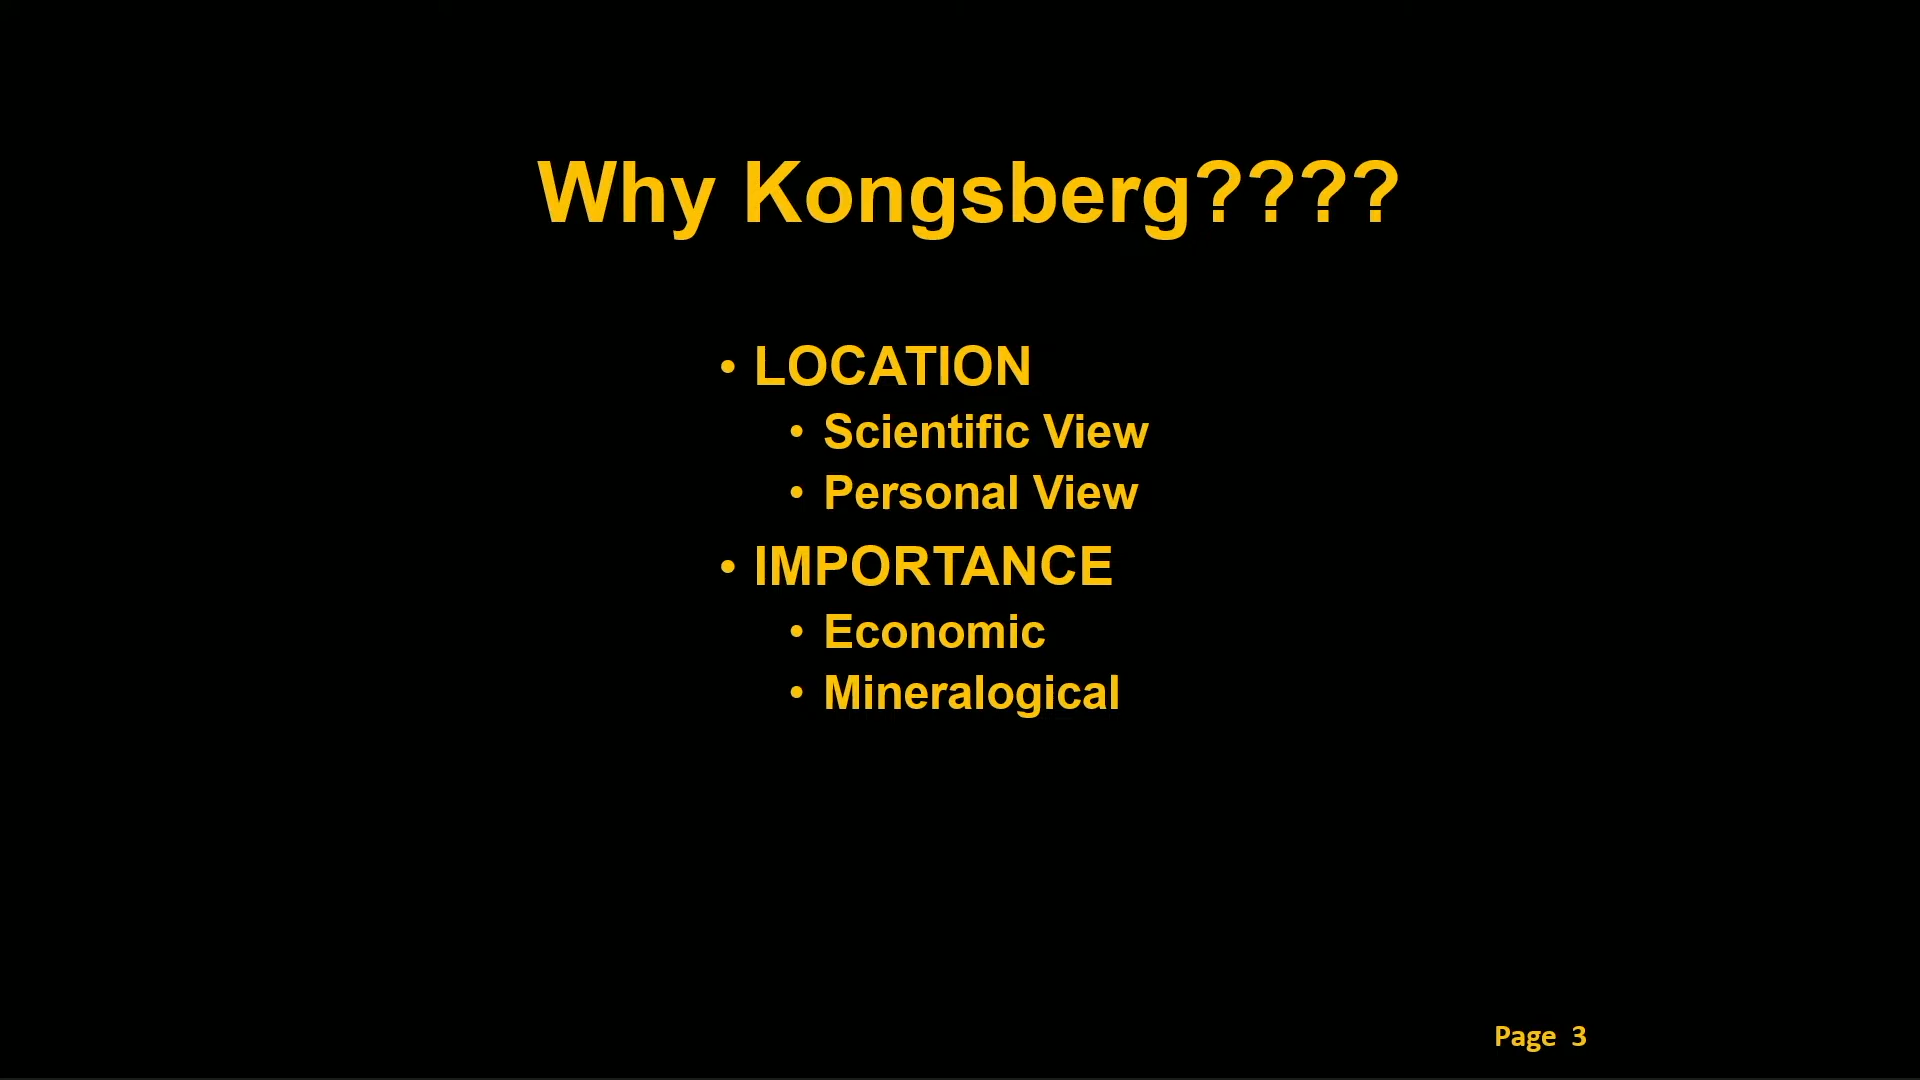 Why Kongsberg????
• LOCATION
• Scientific View
• Personal View
• IMPORTANCE
• Economic
• Mineralogical
Page 3